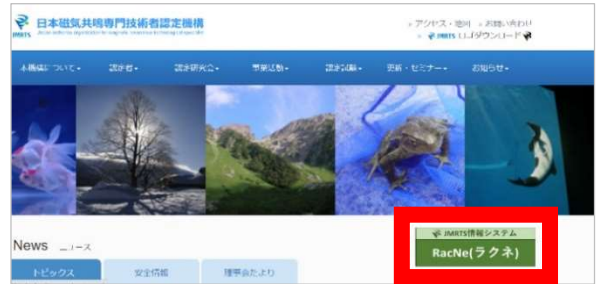 日本磁気共鳴専門技術者認定機構
JMRTS
アクセス・地図
お問い合わせ
JMRTS ロゴダウンロード
本機構について
認定者
認定研究会
事業活動
認定試験
更新・セミナー
お知らせ
JMRTS情報システム
News ニュース
RacNe(ラクネ)
トピックス
安全情報
理事会だより